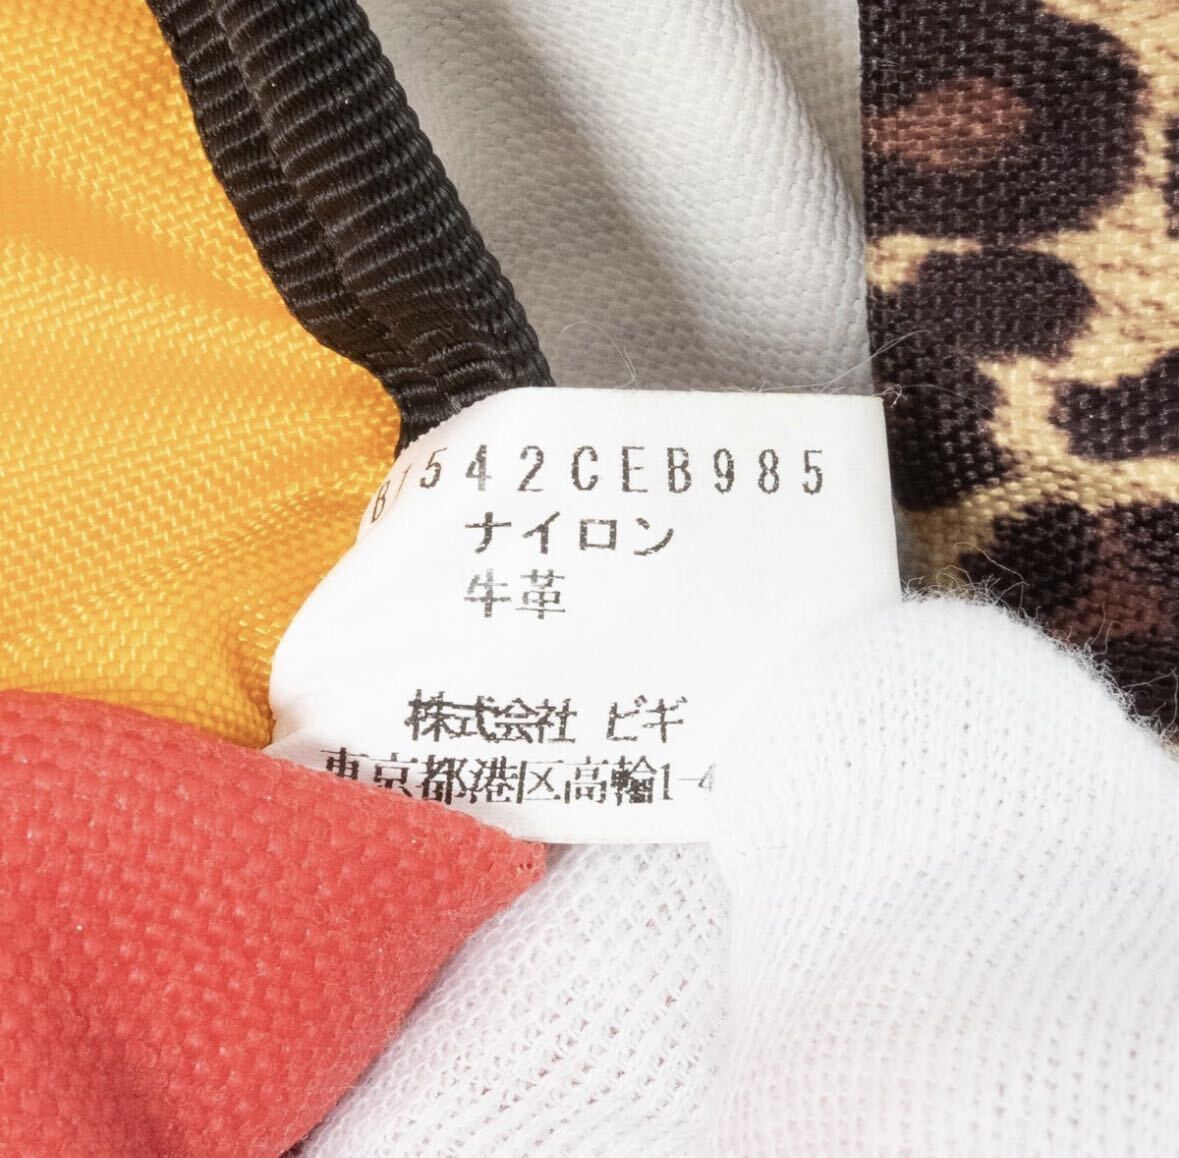 B1542CEB985
ナイロン
牛革
株式会社 ビギ
東京都港区高輪1-4